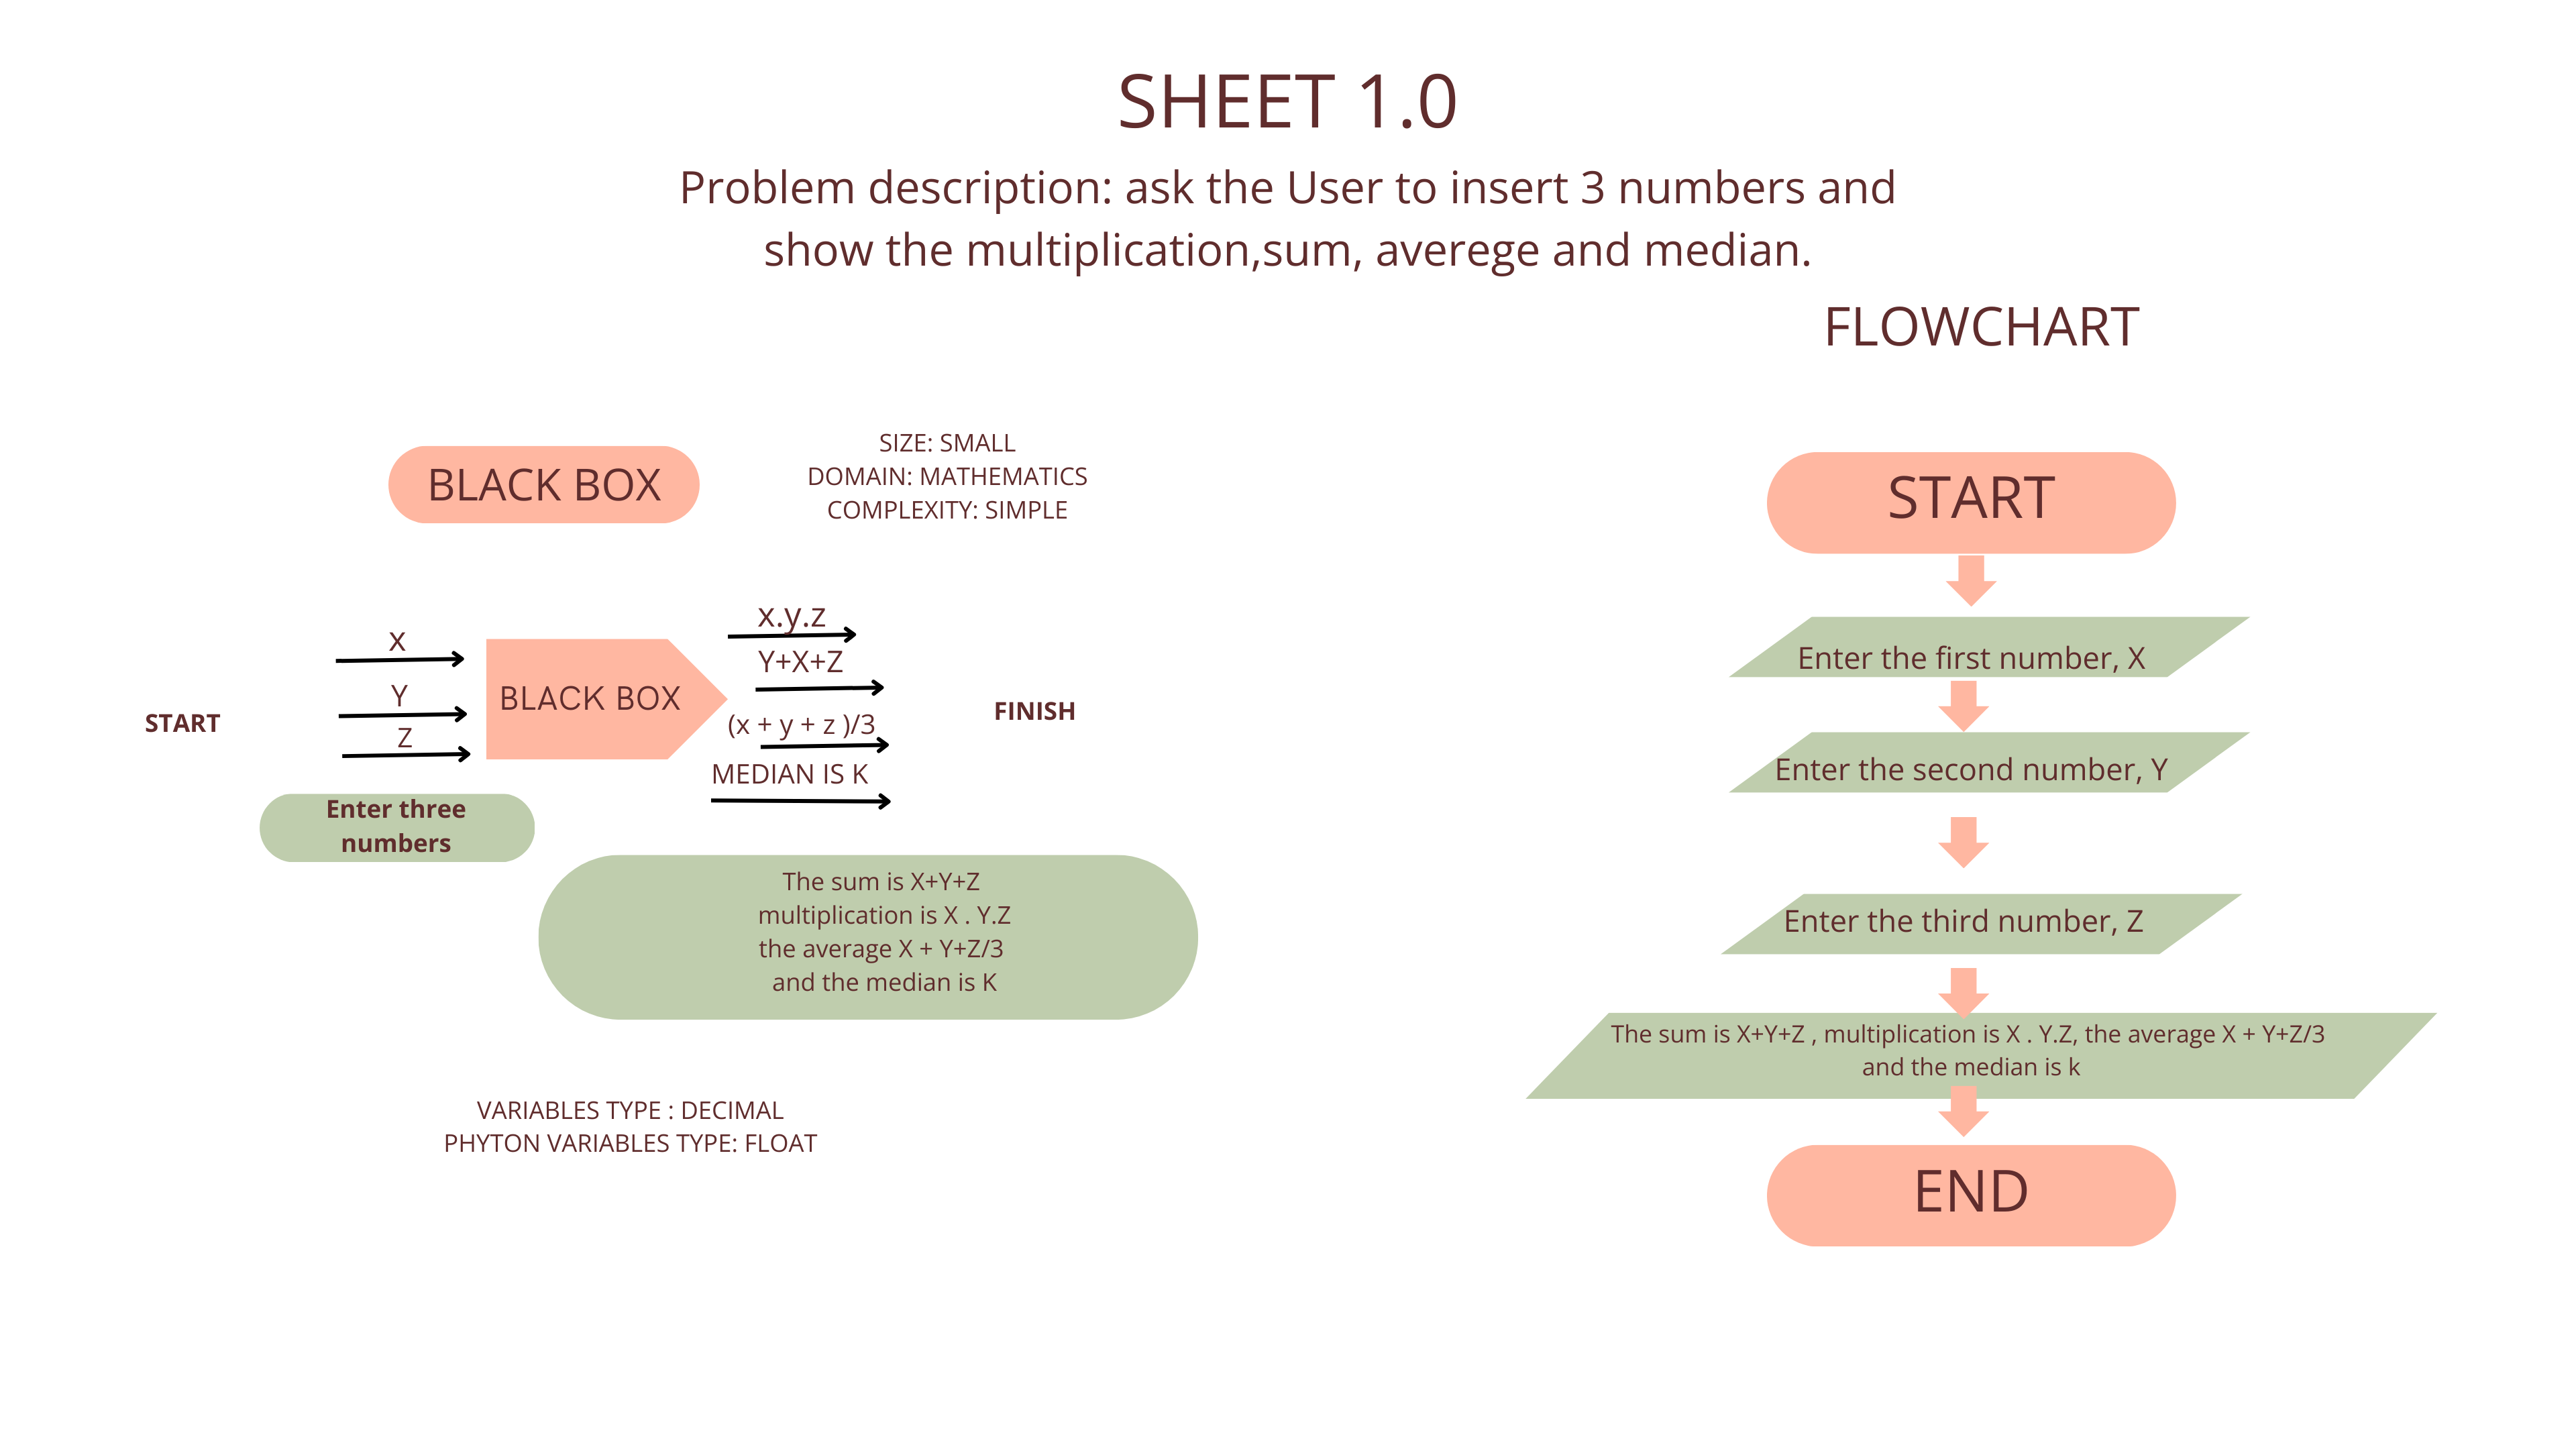 SHEET 1.0
Problem description: ask the User to insert 3 numbers and
show the multiplication,sum, averege and median.
BLACK BOX
SIZE: SMALL
DOMAIN: MATHEMATICS
COMPLEXITY: SIMPLE
START
x
Y
Z
Enter three
numbers
BLACK BOX
x.y.z
Y+X+Z
(x + y + z )/3
MEDIAN IS K
FINISH
The sum is X+Y+Z
multiplication is X . Y.Z
the average X + Y+Z/3
and the median is K
VARIABLES TYPE : DECIMAL
PHYTON VARIABLES TYPE: FLOAT
FLOWCHART
START
Enter the first number, X
Enter the second number, Y
Enter the third number, Z
The sum is X+Y+Z , multiplication is X . Y.Z, the average X + Y+Z/3
and the median is k
END